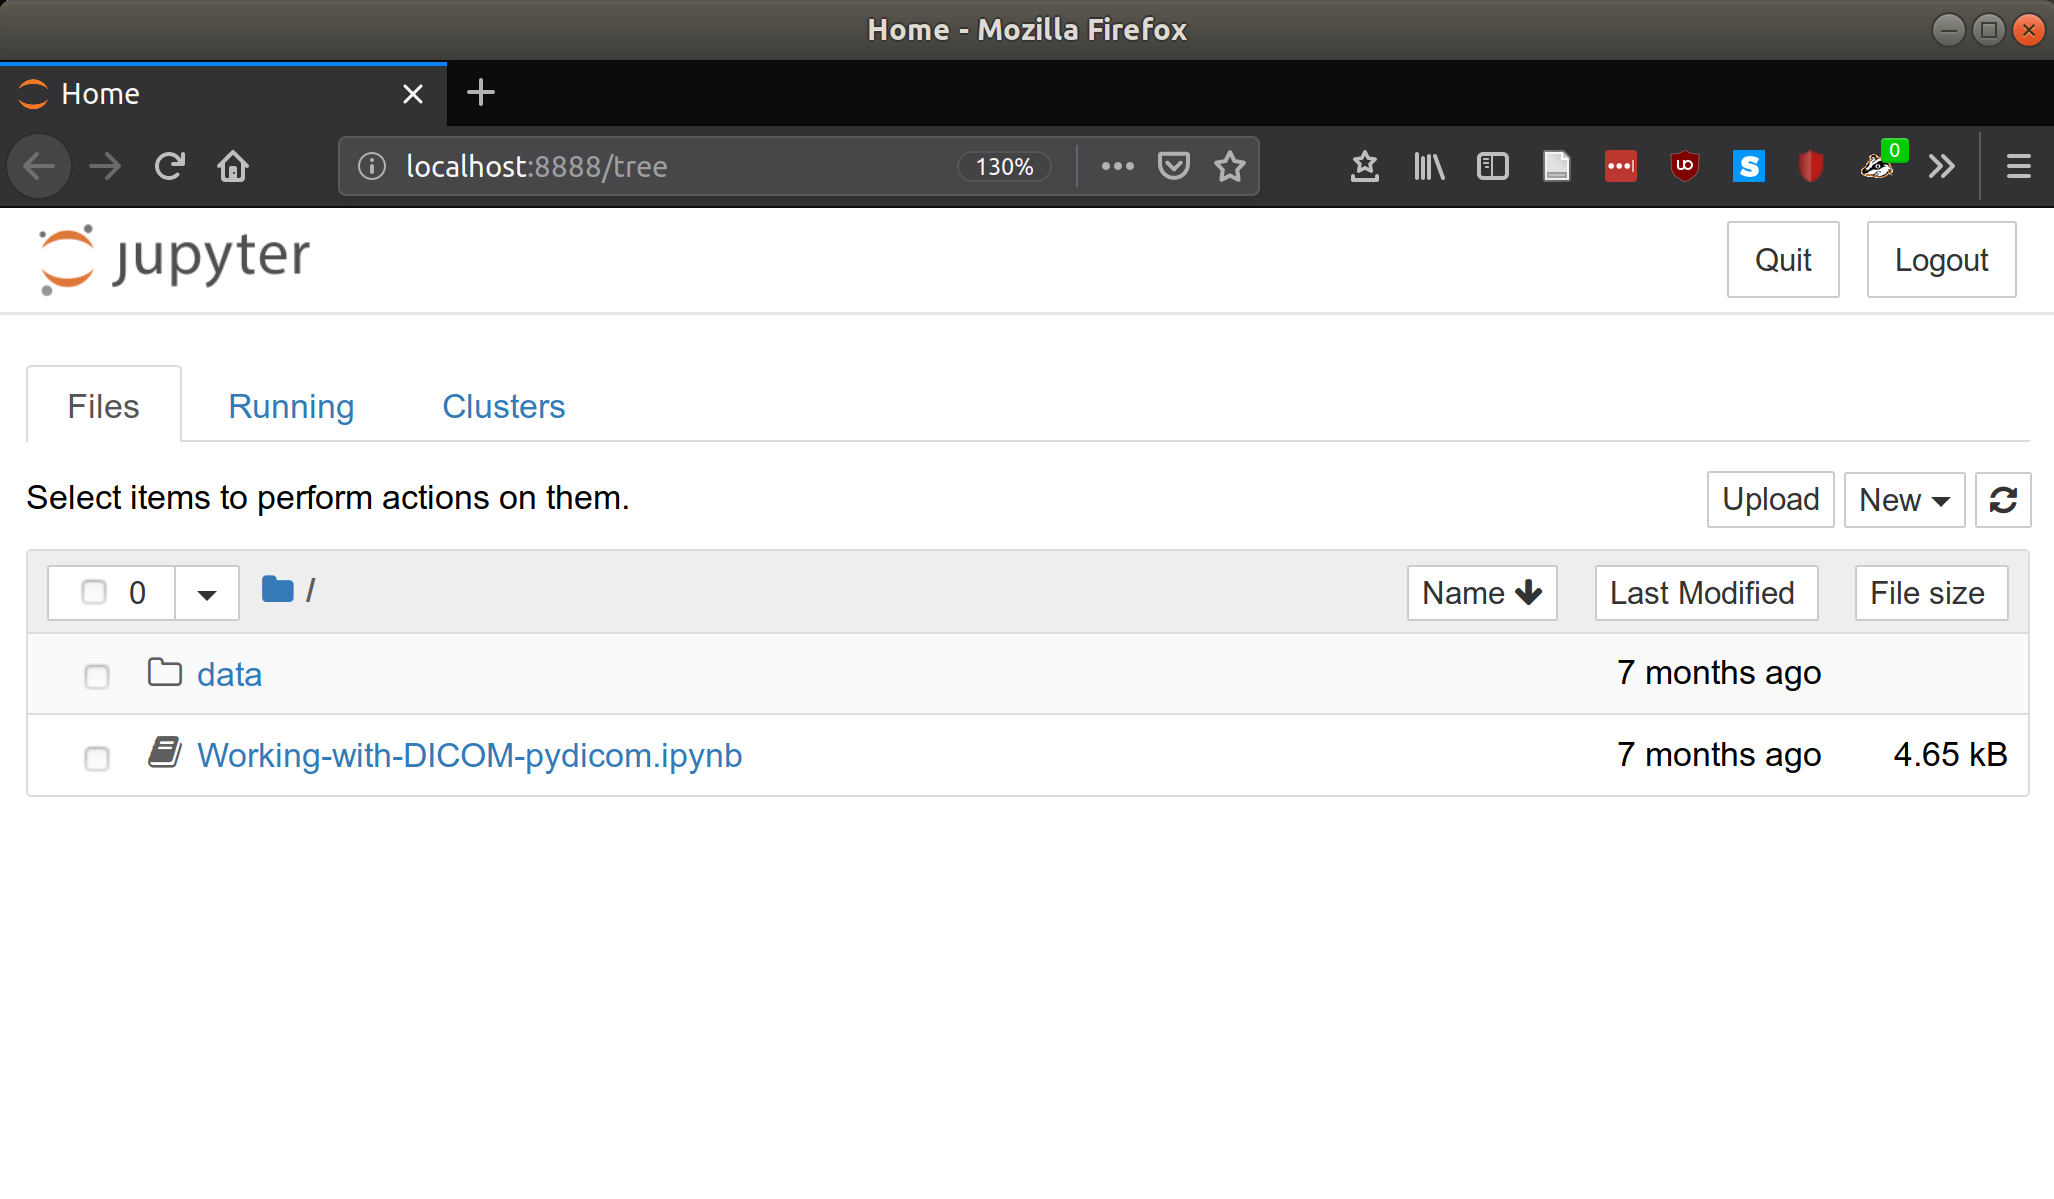 Home - Mozilla Firefox
Home
localhost:8888/tree 130% 0
jupyter Quit Logout
Files Running Clusters
Select items to perform actions on them. Upload New
0 / Name Last Modified File size
data 7 months ago
Working-with-DICOM-pydicom.ipynb 7 months ago 4.65 kB